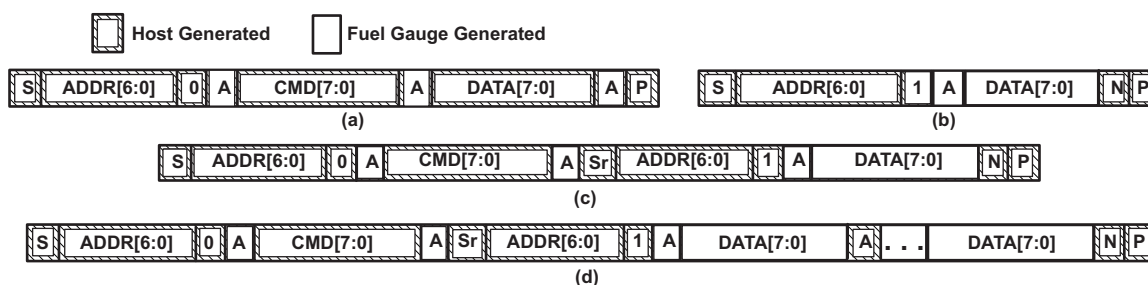 Host Generated Fuel Gauge Generated
S ADDR[6:0] 0 A CMD[7:0] A DATA[7:0] A P S ADDR[6:0] 1 A DATA[7:0] N P
(a) (b)
S ADDR[6:0] 0 A CMD[7:0] A Sr ADDR[6:0] 1 A DATA[7:0] N P
(c)
S ADDR[6:0] 0 A CMD[7:0] A Sr ADDR[6:0] 1 A DATA[7:0] A . . . DATA[7:0] N P
(d)